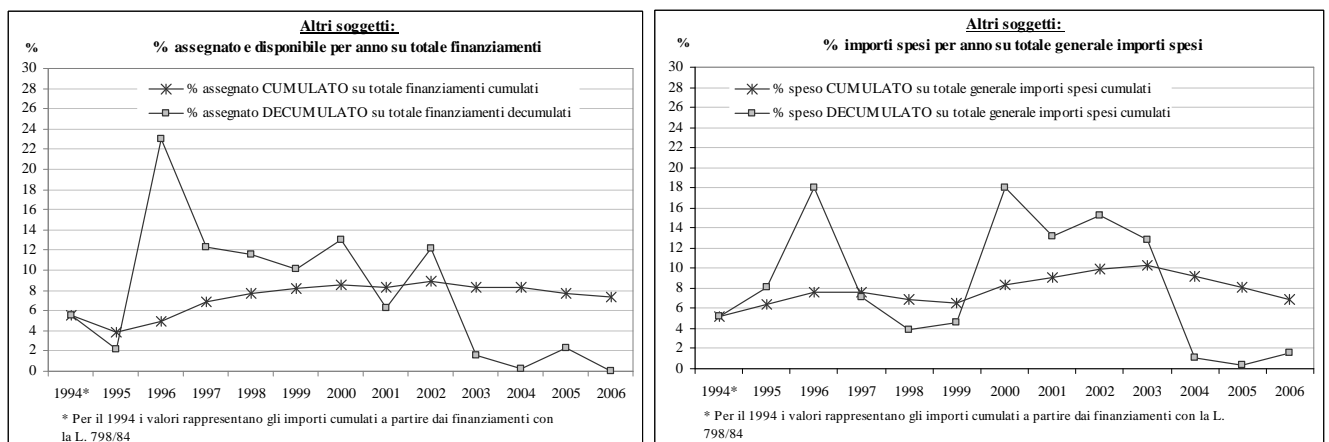 Altri soggetti:
% assegnato e disponibile per anno su totale finanziamenti
%
30
28
26
24
22
20
18
16
14
12
10
8
6
4
2
0
% assegnato CUMULATO su totale finanziamenti cumulati
% assegnato DECUMULATO su totale finanziamenti decumulati
1994* 1995 1996 1997 1998 1999 2000 2001 2002 2003 2004 2005 2006
* Per il 1994 i valori rappresentano gli importi cumulati a partire dai finanziamenti con
la L. 798/84
Altri soggetti:
% importi spesi per anno su totale generale importi spesi
%
30
28
26
24
22
20
18
16
14
12
10
8
6
4
2
0
% speso CUMULATO su totale generale importi spesi cumulati
% speso DECUMULATO su totale generale importi spesi cumulati
1994* 1995 1996 1997 1998 1999 2000 2001 2002 2003 2004 2005 2006
* Per il 1994 i valori rappresentano gli importi cumulati a partire dai finanziamenti con la L.
798/84